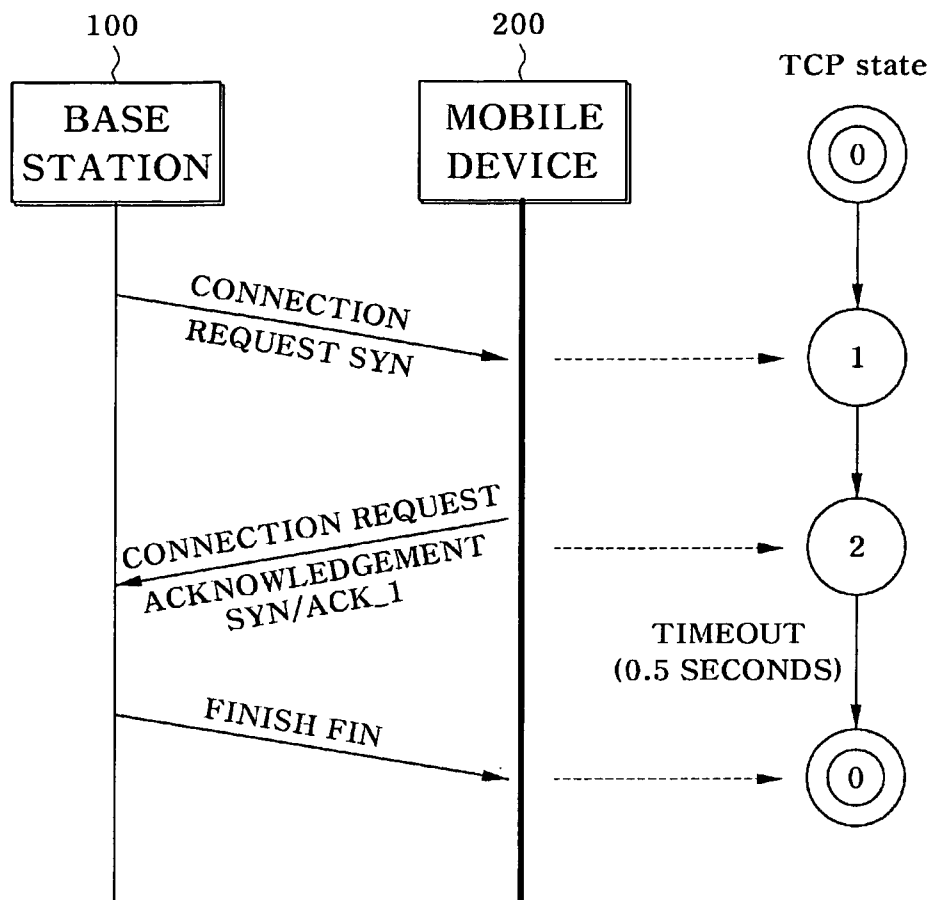 100
200
TCP state
BASE
STATION
MOBILE
DEVICE
0
CONNECTION
REQUEST SYN
1
CONNECTION REQUEST
ACKNOWLEDGEMENT
SYN/ACK_1
2
TIMEOUT
(0.5 SECONDS)
FINISH FIN
0